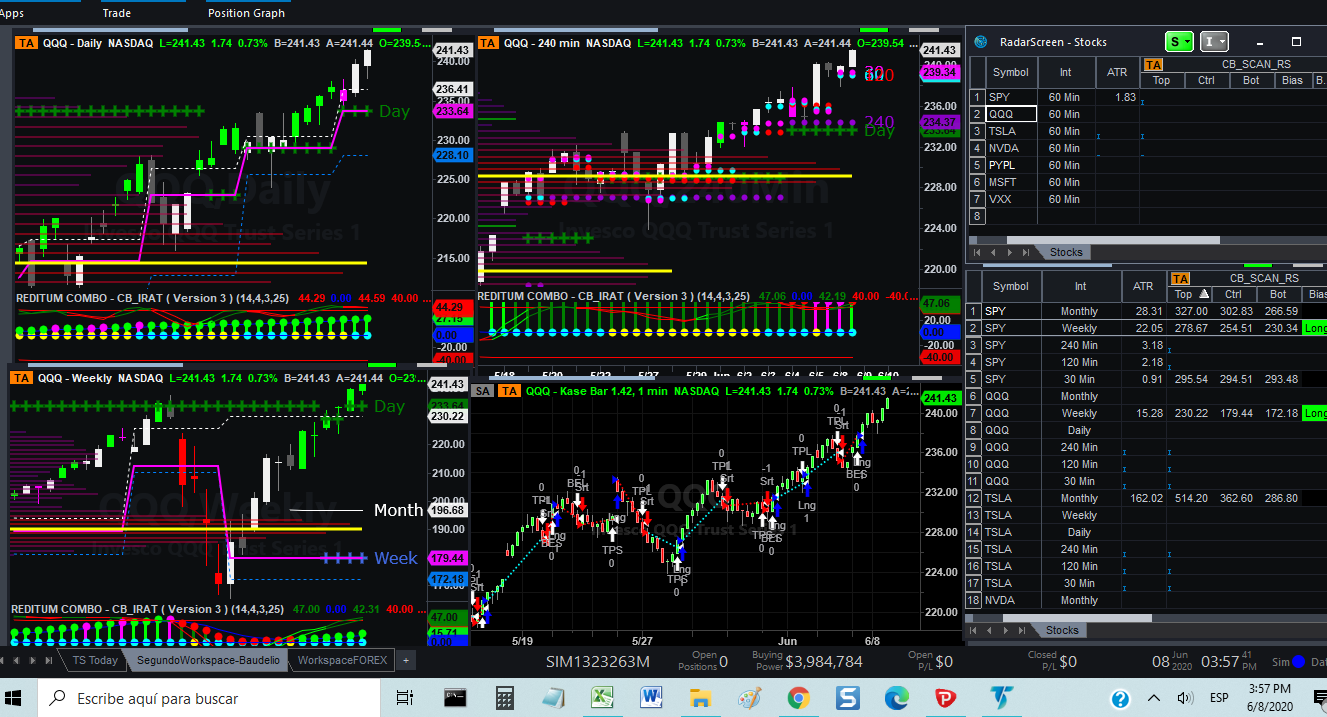 Apps Trade Position Graph
TA QQQ - Daily NASDAQ L=241.43 1.74 0.73% B=241.43 A=241.44 O=239.5...
241.43
240.00
236.41
235.00
233.64
Day
230.00
228.10
225.00
220.00
215.00
QQQ Daily
Invesco QQQ Trust Series 1
REDITUM COMBO - CB_IRAT ( Version 3 ) (14,4,3,25) 44.29 0.00 44.59 40.00 ...
44.29
27.15
0.00
-20.00
40.00
TA QQQ - 240 min NASDAQ L=241.43 1.74 0.73% B=241.43 A=241.44 O=239.54 ...
241.43
239.34
236.00
240
234.37
Day
232.00
228.00
224.00
220.00
Invesco QQQ Trust Series 1
REDITUM COMBO - CB_IRAT ( Version 3 ) (14,4,3,25) 47.06 0.00 42.19 40.00 -40.0...
47.06
20.00
0.00
-20.00
-40.00
5/18 5/20 5/22 5/27 5/29 Jun 6/2 6/3 6/4 6/5 6/8 6/9 6/10
TA QQQ - Weekly NASDAQ L=241.43 1.74 0.73% B=241.43 A=241.44 O=23...
241.43
Day
230.22
220.00
210.00
200.00
Month
196.68
190.00
Week
179.44
172.18
QQQ Weekly
Invesco QQQ Trust Series 1
REDITUM COMBO - CB_IRAT ( Version 3 ) (14,4,3,25) 47.00 0.00 42.31 40.00 ...
47.00
15.71
0.00
SA TA QQQ - Kase Bar 1.42, 1 min NASDAQ L=241.43 1.74 0.73% B=241.43 A=2...
241.43
240.00
236.00
232.00
228.00
224.00
220.00
5/19 5/27 Jun 6/8
RadarScreen - Stocks
S I
TA CB_SCAN_RS
Symbol Int ATR Top Ctrl Bot Bias B.
1 SPY 60 Min 1.83
2 QQQ 60 Min
3 TSLA 60 Min
4 NVDA 60 Min
5 PYPL 60 Min
6 MSFT 60 Min
7 VXX 60 Min
8
Stocks
TA CB_SCAN_RS
Symbol Int ATR Top Ctrl Bot Bias
1 SPY Monthly 28.31 327.00 302.83 266.59
2 SPY Weekly 22.05 278.67 254.51 230.34 Long
3 SPY 240 Min 3.18
4 SPY 120 Min 2.18
5 SPY 30 Min 0.91 295.54 294.51 293.48
6 QQQ Monthly
7 QQQ Weekly 15.28 230.22 179.44 172.18 Long
8 QQQ Daily
9 QQQ 240 Min
10 QQQ 120 Min
11 QQQ 30 Min
12 TSLA Monthly 162.02 514.20 362.60 286.80
13 TSLA Weekly
14 TSLA Daily
15 TSLA 240 Min
16 TSLA 120 Min
17 TSLA 30 Min
18 NVDA Monthly
Stocks
TS Today SegundoWorkspace-Baudelio WorkspaceFOREX +
SIM1323263M Open Positions 0 Buying Power $3,984,784 Open P/L $0 Closed P/L $0 08 Jun 2020 03:57 41 PM Sim Dat
Escribe aquí para buscar
ESP
3:57 PM
6/8/2020